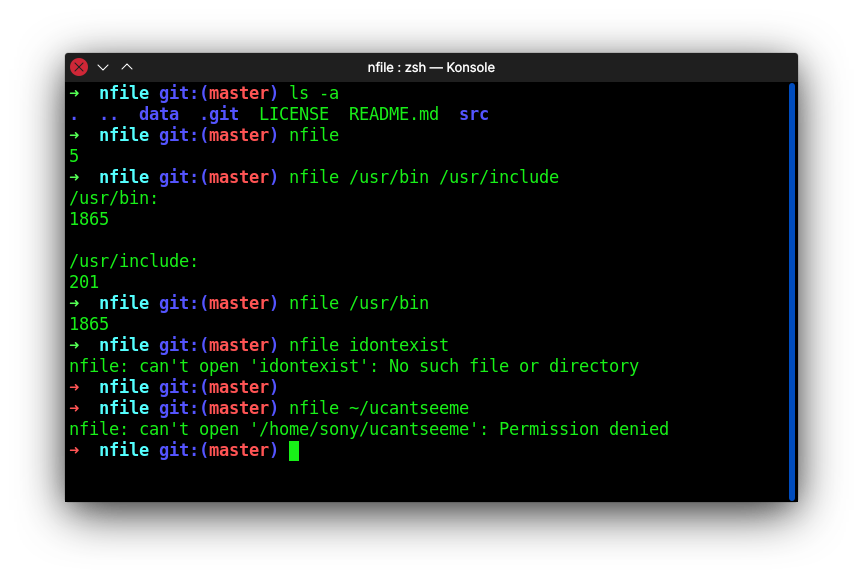 nfile : zsh — Konsole
➜  nfile git:(master) ls -a
.  ..  data  .git  LICENSE  README.md  src
➜  nfile git:(master) nfile
5
➜  nfile git:(master) nfile /usr/bin /usr/include
/usr/bin:
1865

/usr/include:
201
➜  nfile git:(master) nfile /usr/bin
1865
➜  nfile git:(master) nfile idontexist
nfile: can't open 'idontexist': No such file or directory
➜  nfile git:(master)
➜  nfile git:(master) nfile ~/ucantseeme
nfile: can't open '/home/sony/ucantseeme': Permission denied
➜  nfile git:(master)